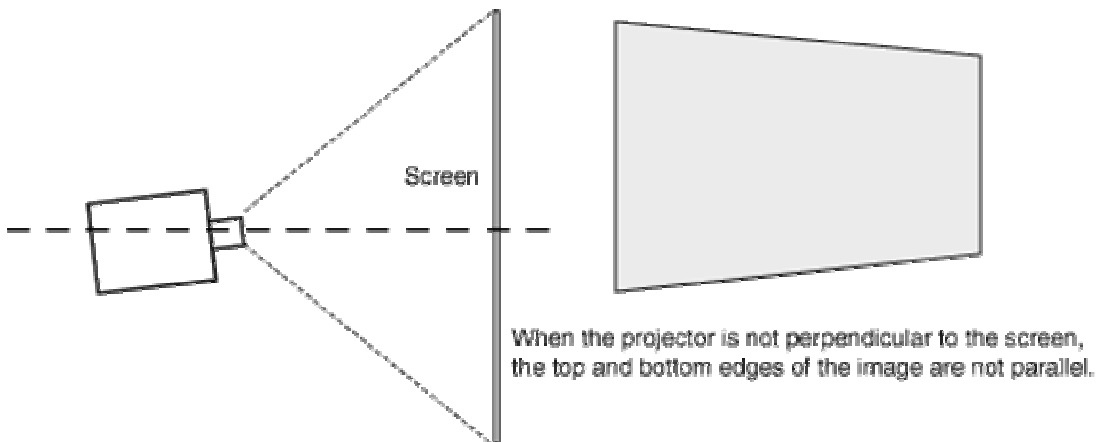 Screen
When the projector is not perpendicular to the screen,
the top and bottom edges of the image are not parallel.